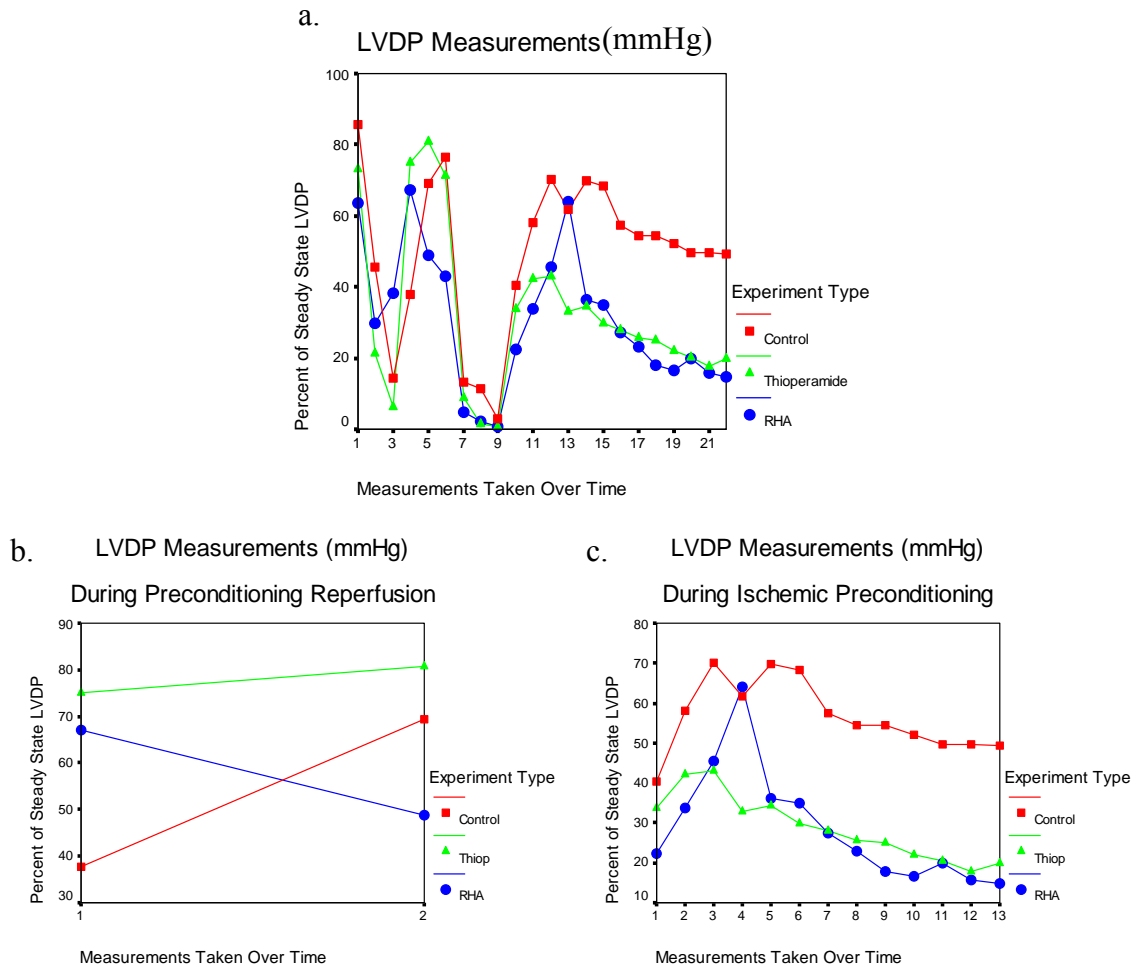 a.
LVDP Measurements (mmHg)
Percent of Steady State LVDP
100
80
60
40
20
0
1 3 5 7 9 11 13 15 17 19 21
Measurements Taken Over Time
Experiment Type
Control
Thioperamide
RHA
b.
LVDP Measurements (mmHg)
During Preconditioning Reperfusion
Percent of Steady State LVDP
90
80
70
60
50
40
30
1 2
Measurements Taken Over Time
Experiment Type
Control
Thiop
RHA
c.
LVDP Measurements (mmHg)
During Ischemic Preconditioning
Percent of Steady State LVDP
80
70
60
50
40
30
20
10
1 2 3 4 5 6 7 8 9 10 11 12 13
Measurements Taken Over Time
Experiment Type
Control
Thiop
RHA